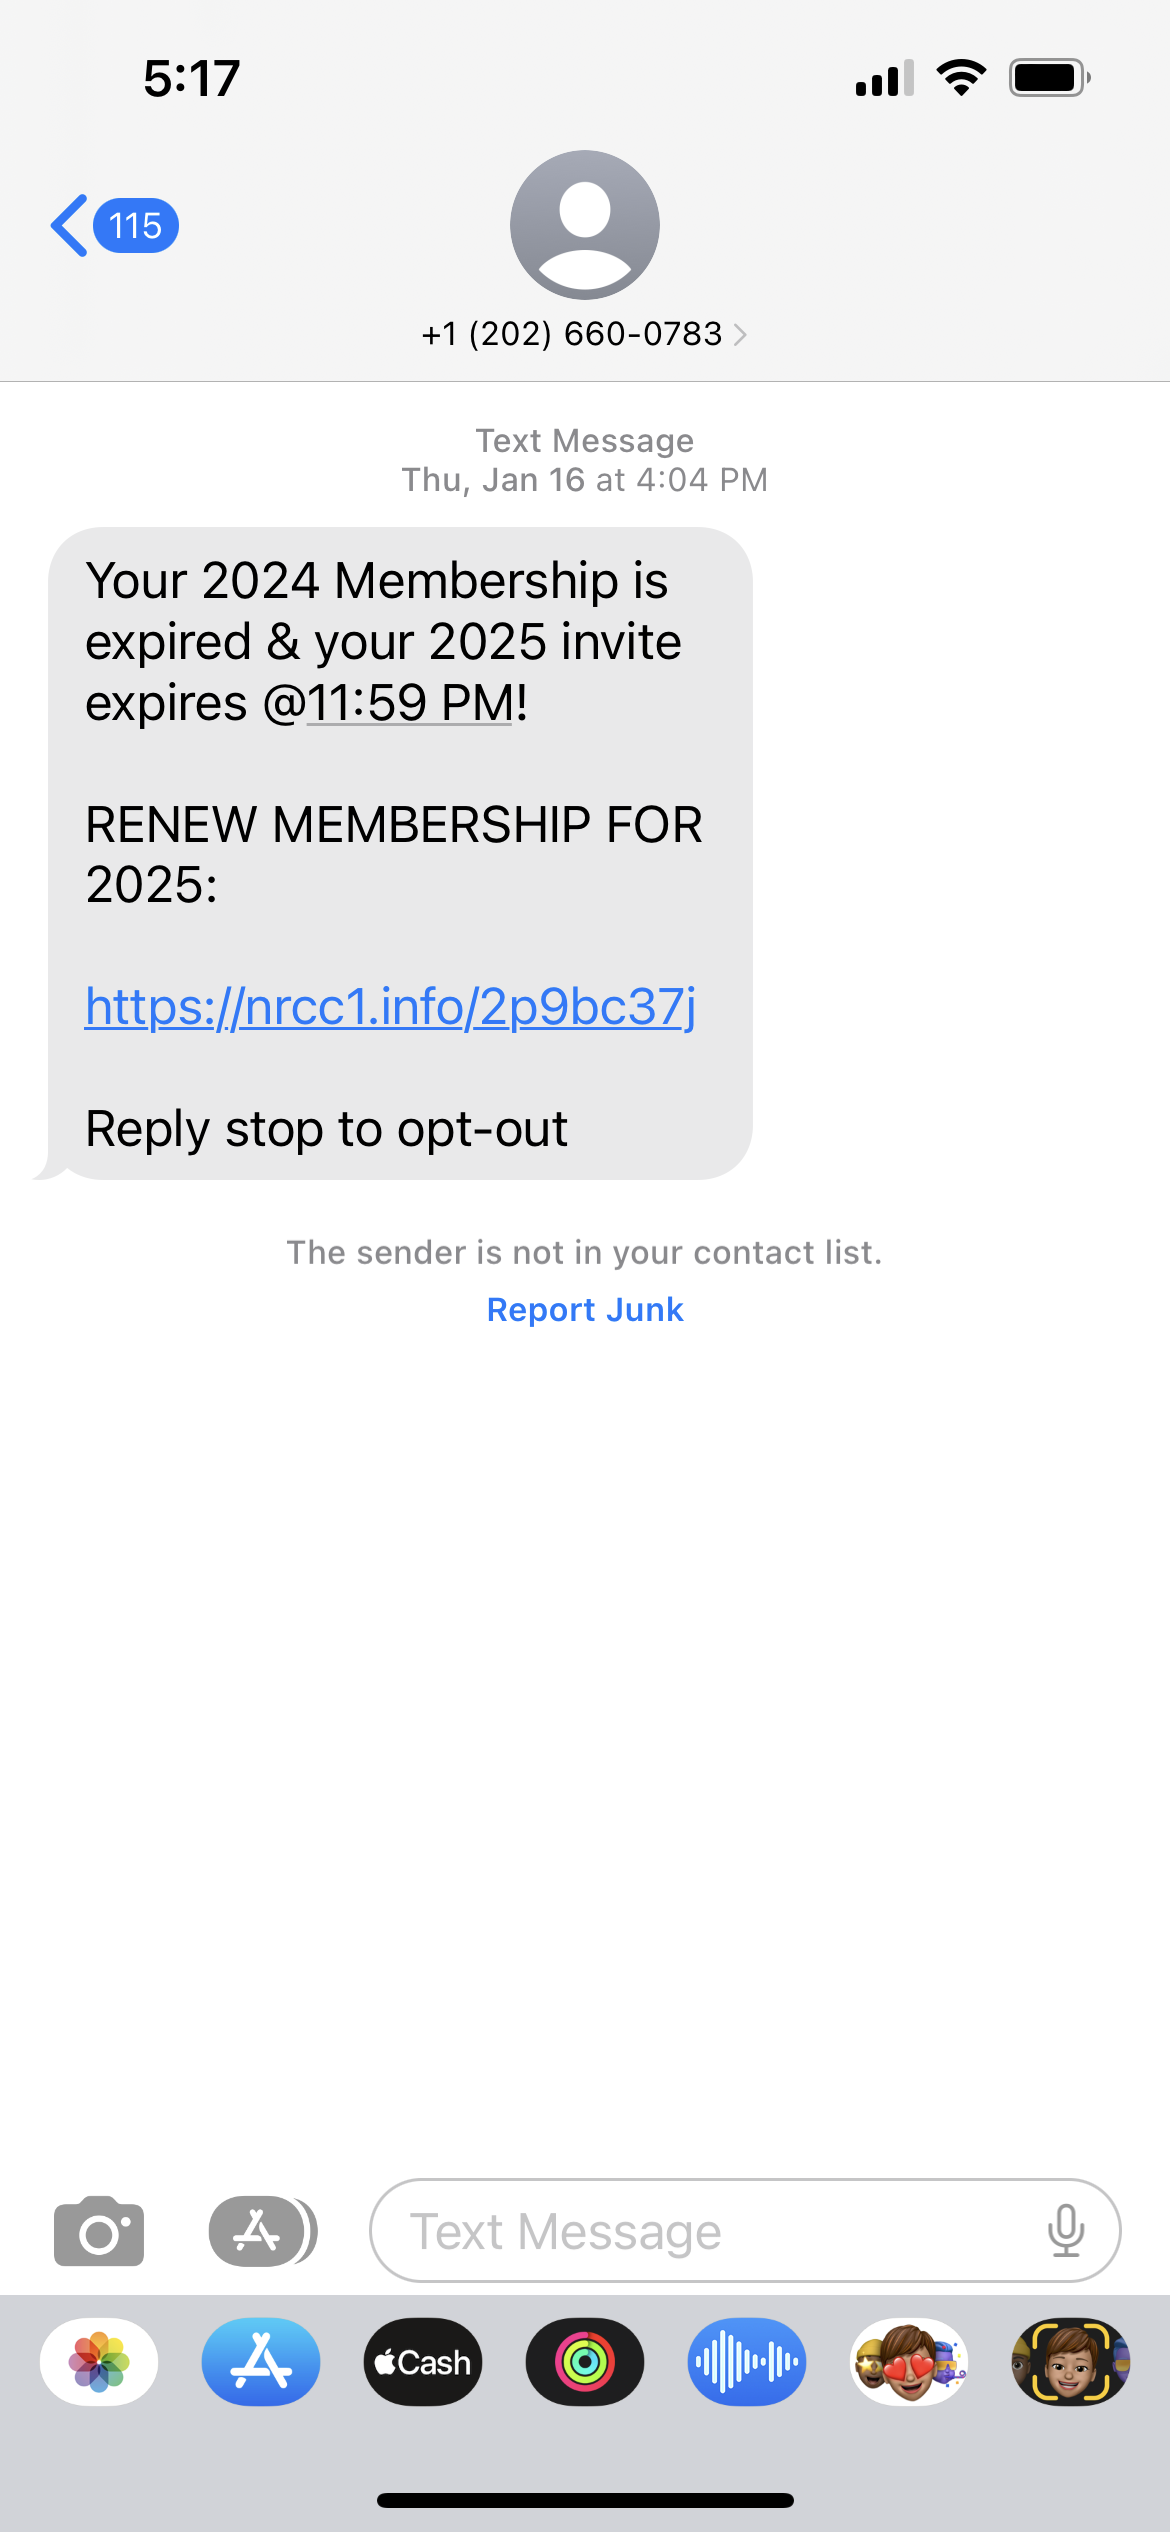 5:17
115
+1 (202) 660-0783
Text Message
Thu, Jan 16 at 4:04 PM
Your 2024 Membership is
expired & your 2025 invite
expires @11:59 PM!
RENEW MEMBERSHIP FOR
2025:
https://nrcc1.info/2p9bc37j
Reply stop to opt-out
The sender is not in your contact list.
Report Junk
Text Message
Cash